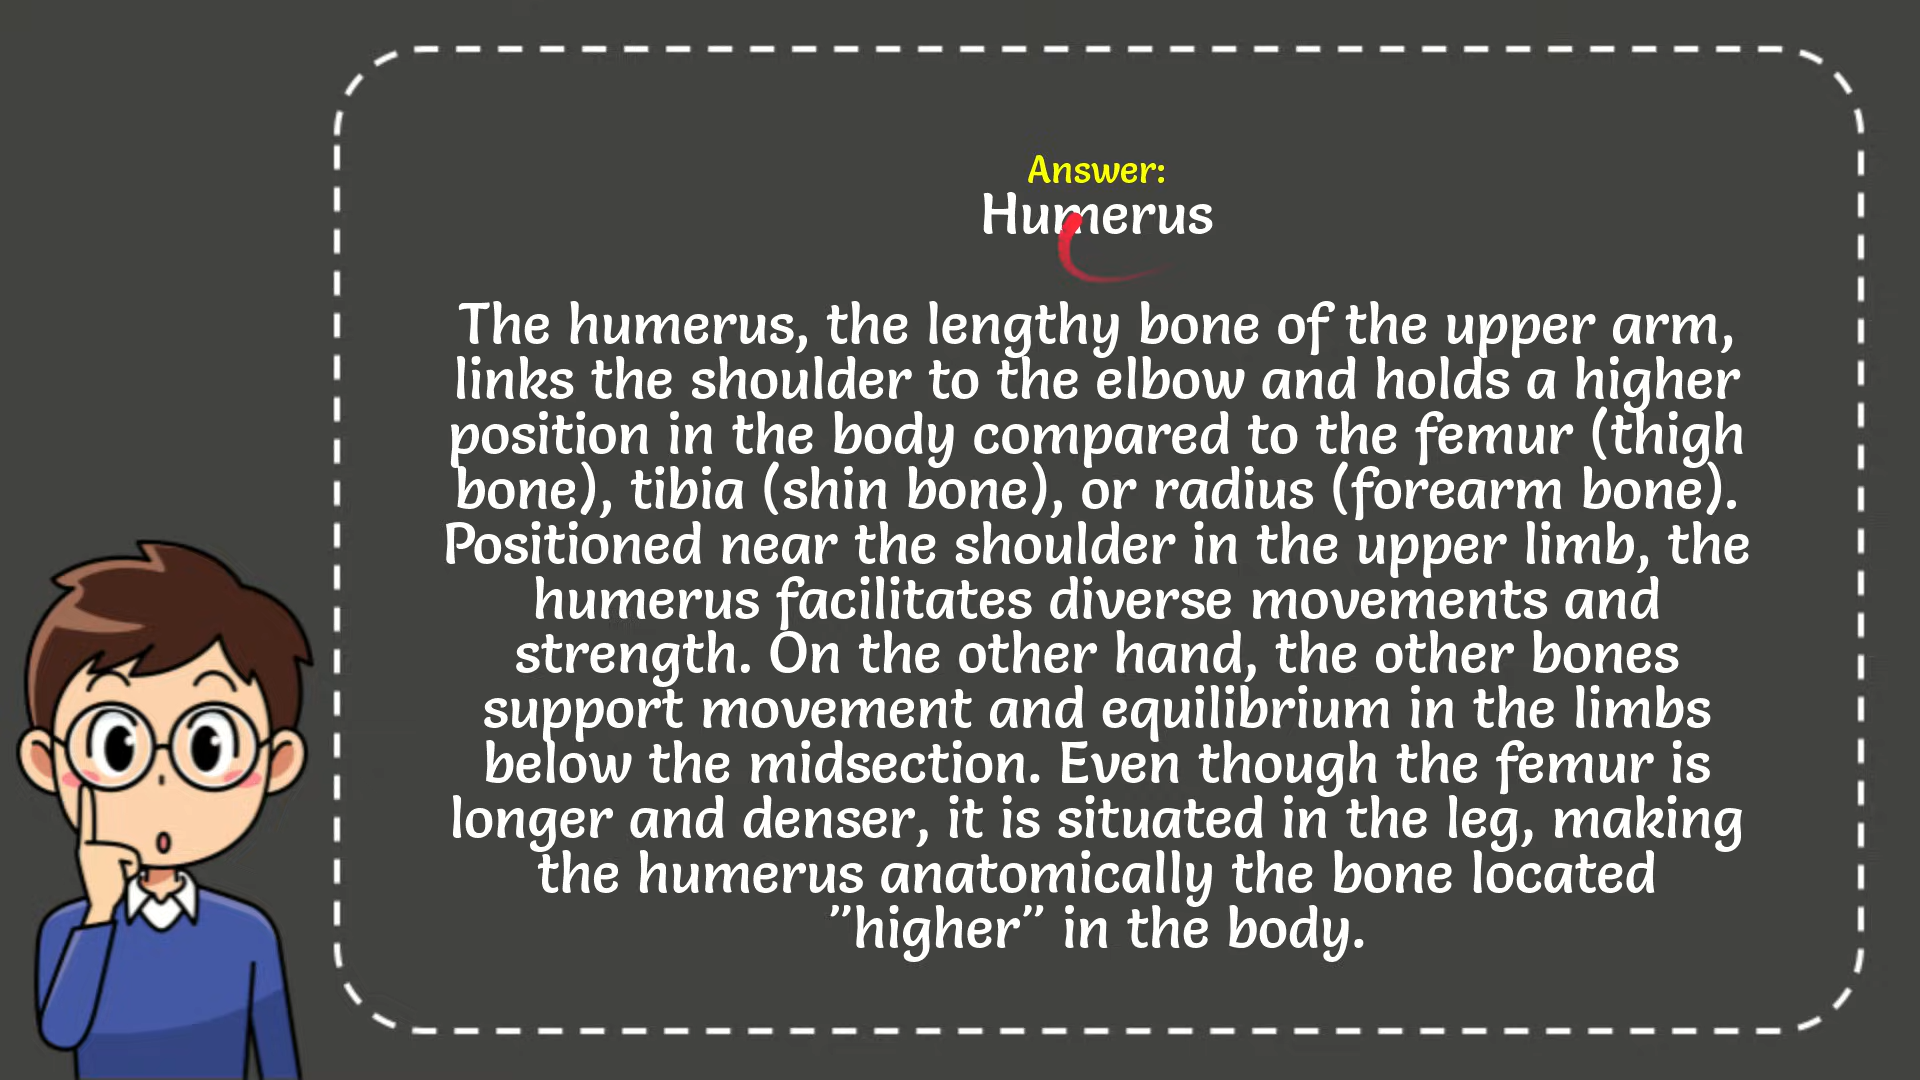 Answer:
Humerus
The humerus, the lengthy bone of the upper arm,
links the shoulder to the elbow and holds a higher
position in the body compared to the femur (thigh
bone), tibia (shin bone), or radius (forearm bone).
Positioned near the shoulder in the upper limb, the
humerus facilitates diverse movements and
strength. On the other hand, the other bones
support movement and equilibrium in the limbs
below the midsection. Even though the femur is
longer and denser, it is situated in the leg, making
the humerus anatomically the bone located
"higher" in the body.